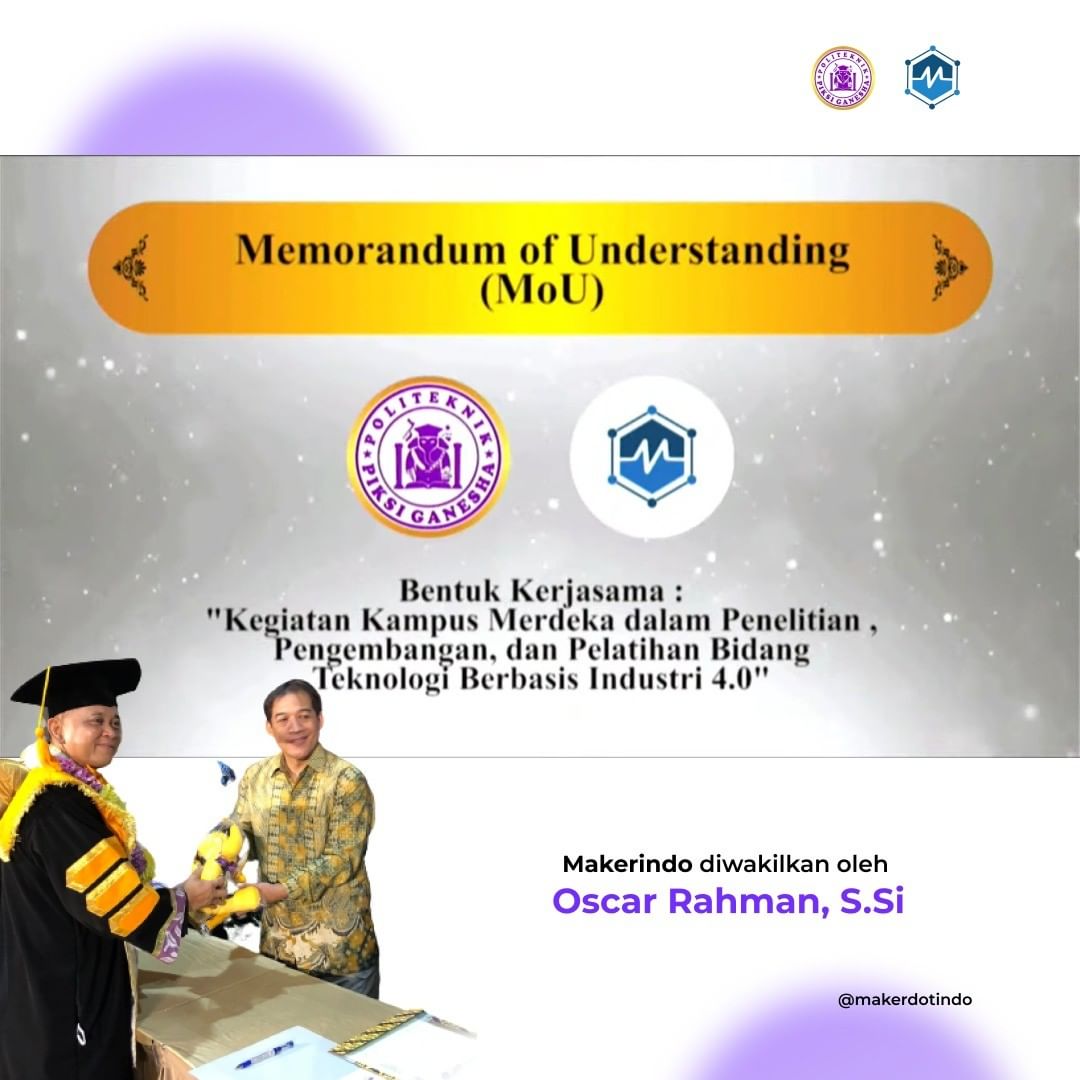 POLITEKNIK
PIKSI GANESHA
Memorandum of Understanding
(MoU)
POLITEKNIK
PIKSI GANESHA
Bentuk Kerjasama :
"Kegiatan Kampus Merdeka dalam Penelitian ,
Pengembangan, dan Pelatihan Bidang
Teknologi Berbasis Industri 4.0"
Makerindo diwakilkan oleh
Oscar Rahman, S.Si
@makerdotindo